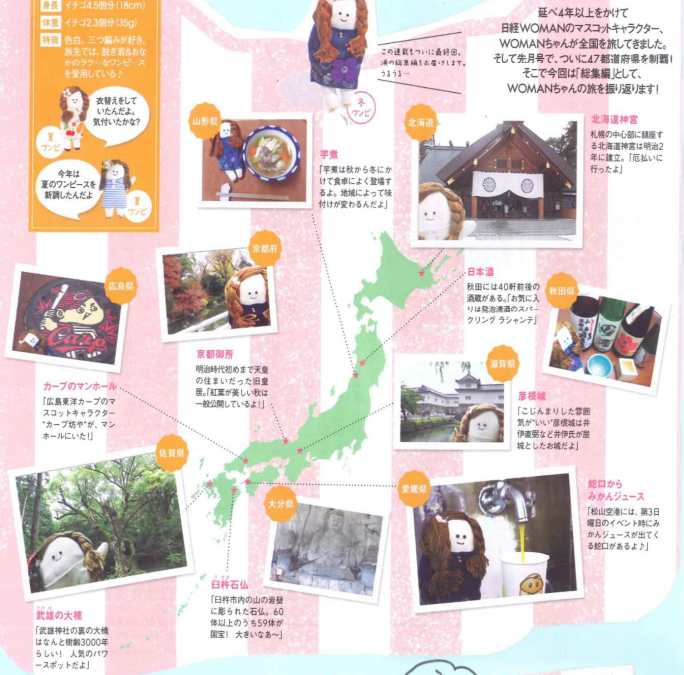 身長 イチゴ4.5個分(18cm)
体重 イチゴ2.3個分(35g)
特徴 色白、三つ編みが好き。
旅先では、脱ぎ着&おな
かのラク〜なワンピース
を愛用している♪
衣替えをして
いたんだよ。
気付いたかな?
夏
ワンピ
今年は
夏のワンピースを
新調したんだよ
夏
ワンピ
この連載もついに最終回。
涙の総集編をお届けします。
うるうる…
冬
ワンピ
延べ4年以上をかけて
日経WOMANのマスコットキャラクター、
WOMANちゃんが全国を旅してきました。
そして先月号で、ついに47都道府県を制覇!
そこで今回は「総集編」として、
WOMANちゃんの旅を振り返ります!
山形県
芋煮
「芋煮は秋から冬にか
けて食卓によく登場す
るよ。地域によって味
付けが変わるんだよ」
北海道
北海道神宮
札幌の中心部に鎮座す
る北海道神宮は明治2
年に建立。「厄払いに
行ったよ」
京都府
京都御所
明治時代初めまで天皇
の住まいだった旧皇
居。「紅葉が美しい秋は
一般公開しているよ!」
広島県
Carp
カープのマンホール
「広島東洋カープのマ
スコットキャラクター
“カープ坊や”が、マン
ホールにいた!」
日本酒
秋田には40軒前後の
酒蔵がある。「お気に入
りは発泡清酒のスパー
クリング ラシャンテ」
秋田県
滋賀県
彦根城
「こじんまりした雰囲
気が“いい”彦根城は井
伊直弼など井伊氏が居
城としたお城だよ」
佐賀県
武雄の大楠
「武雄神社の裏の大楠
はなんと樹齢3000年
らしい! 人気のパワ
ースポットだよ」
大分県
臼杵石仏
「臼杵市内の山の岩壁
に彫られた石仏。60
体以上のうち59体が
国宝! 大きいなあ〜」
愛媛県
蛇口から
みかんジュース
「松山空港には、第3日
曜日のイベント時にみ
かんジュースが出てく
る蛇口があるよ♪」